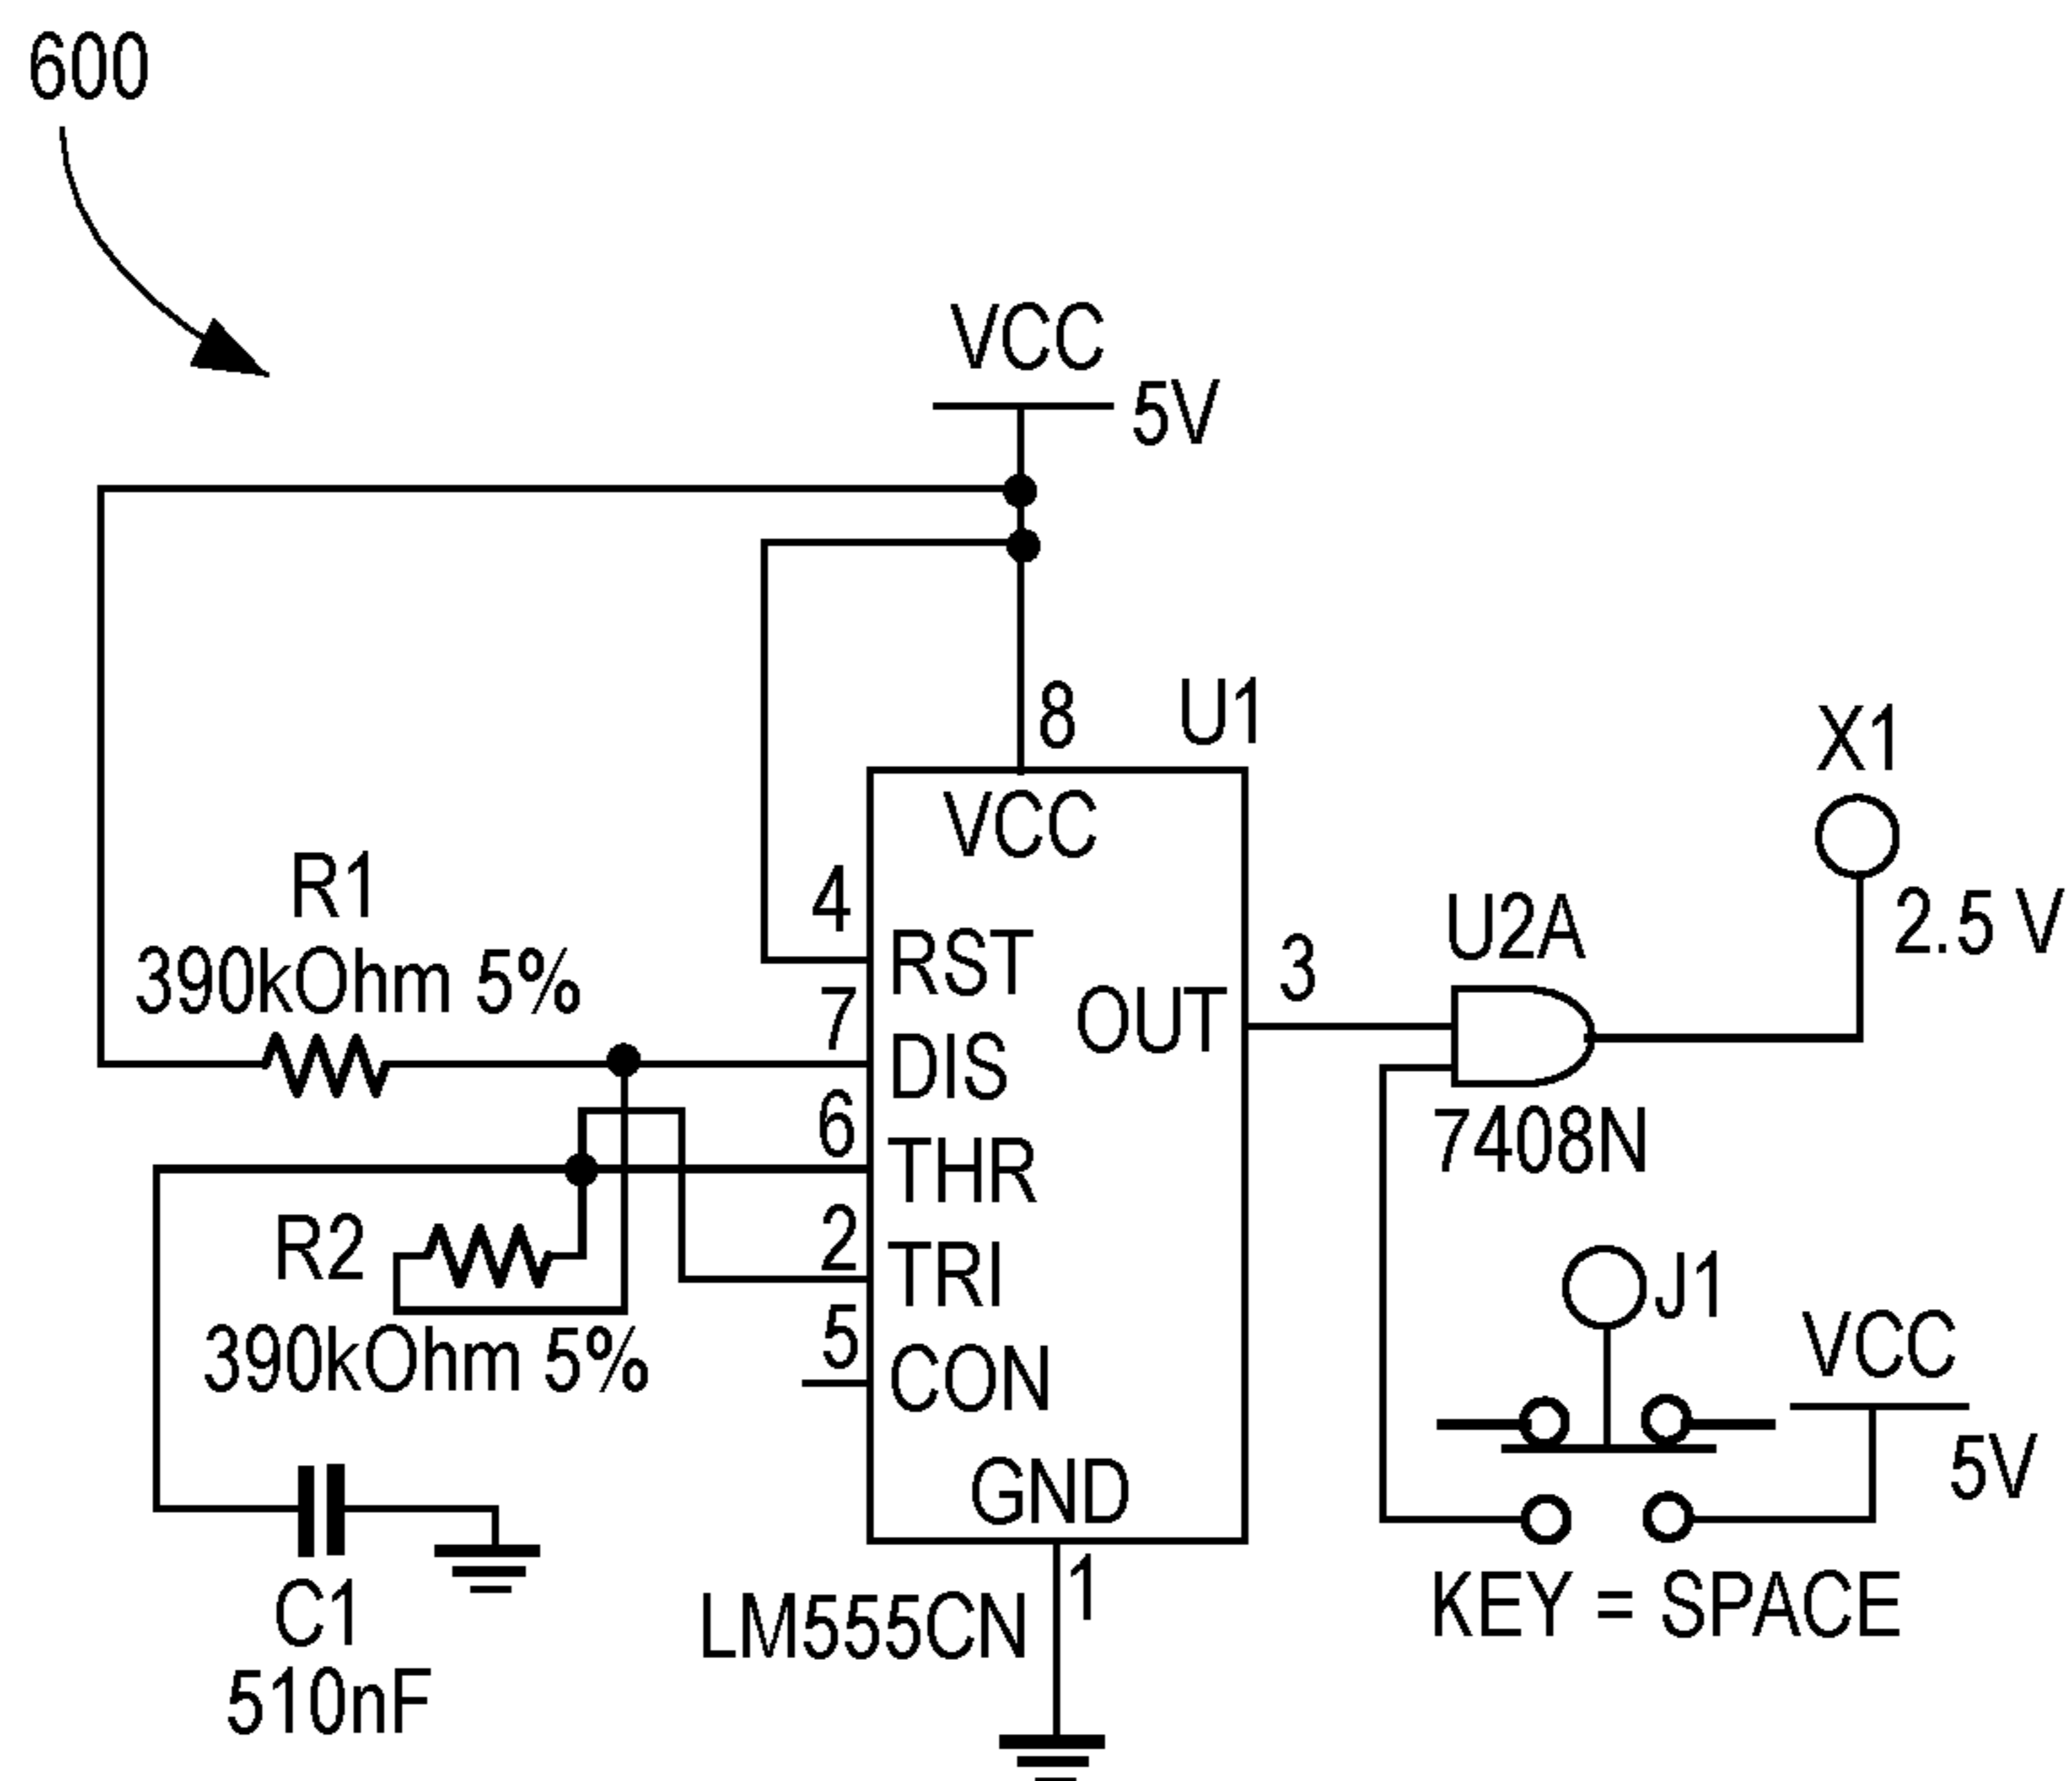 600
VCC
5V
8
U1
VCC
X1
2.5 V
R1
390kOhm 5%
4
RST
7
DIS
OUT
3
U2A
7408N
6
THR
R2
390kOhm 5%
2
TRI
5
CON
J1
VCC
5V
GND
1
C1
510nF
LM555CN
KEY = SPACE